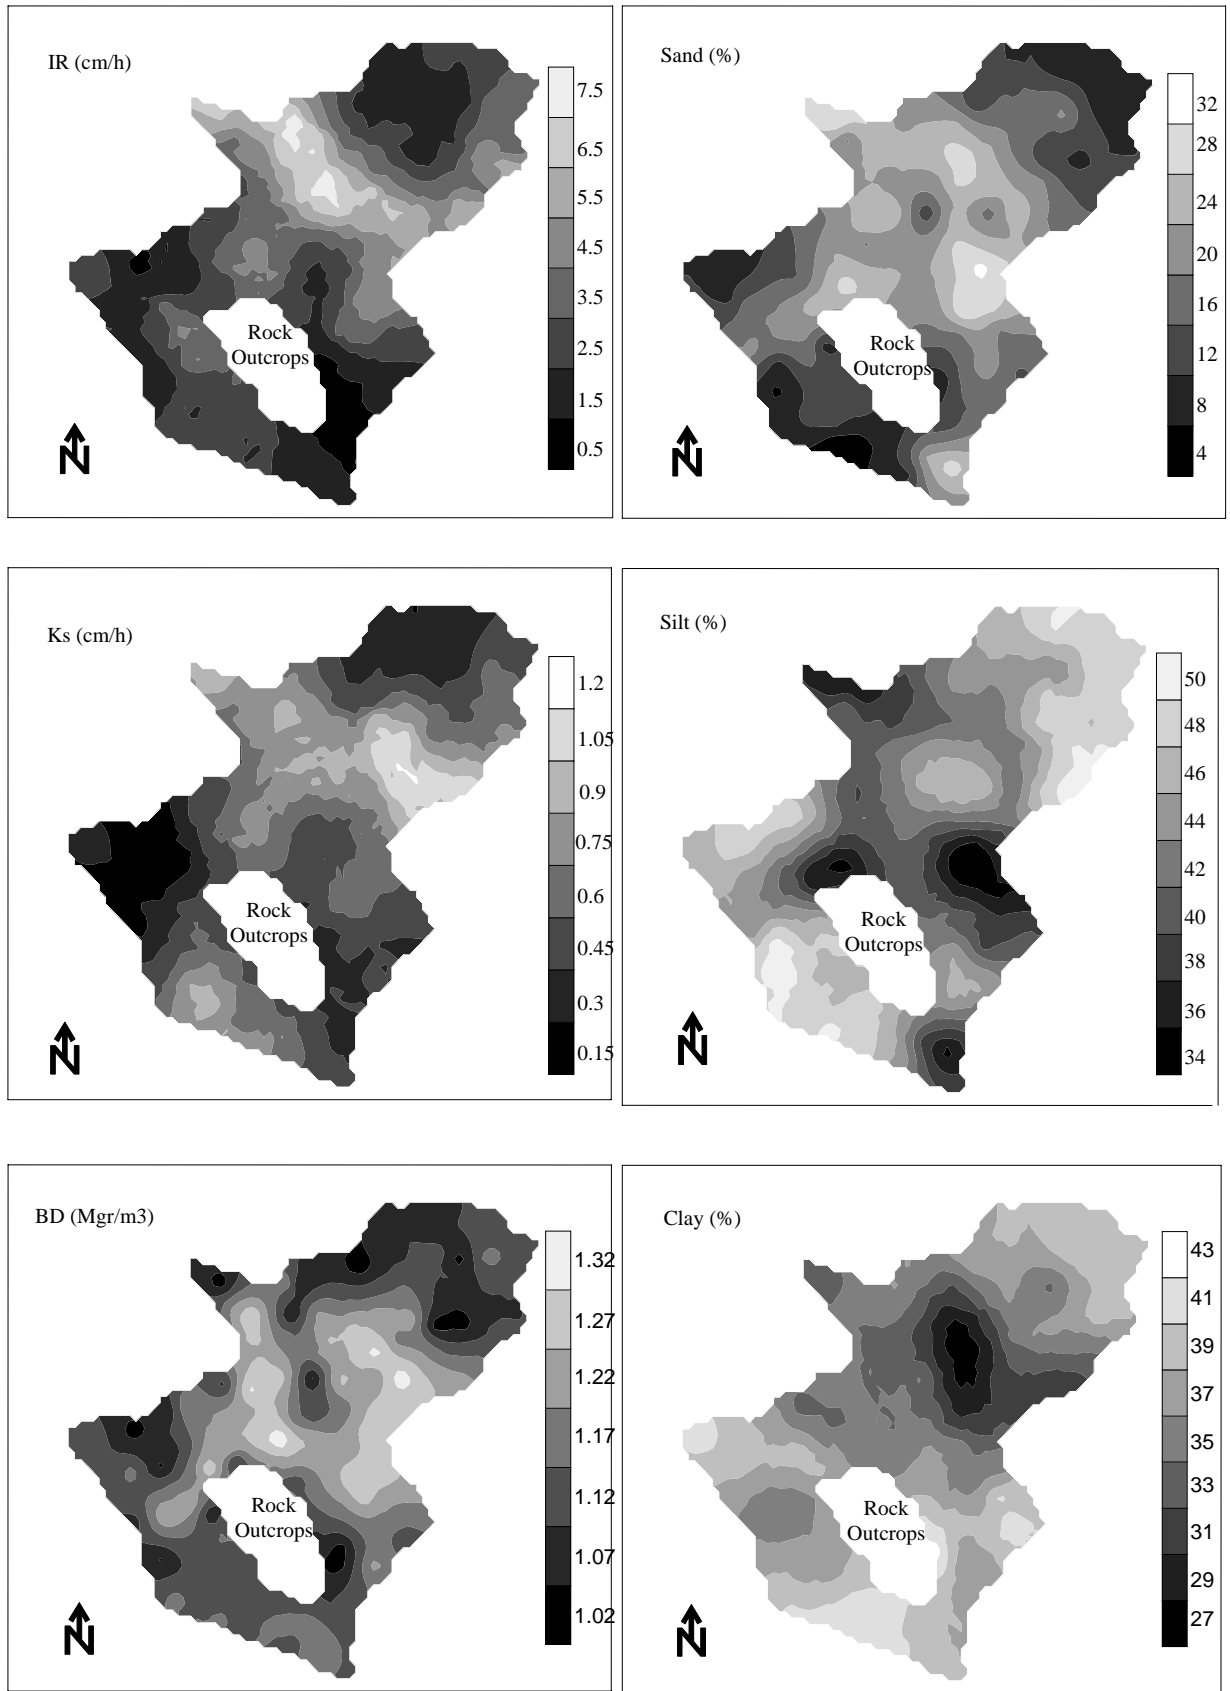 IR (cm/h)
7.5
6.5
5.5
4.5
3.5
2.5
1.5
0.5
Rock
Outcrops
N
Sand (%)
32
28
24
20
16
12
8
4
Rock
Outcrops
N
Ks (cm/h)
1.2
1.05
0.9
0.75
0.6
0.45
0.3
0.15
Rock
Outcrops
N
Silt (%)
50
48
46
44
42
40
38
36
34
Rock
Outcrops
N
BD (Mgr/m3)
1.32
1.27
1.22
1.17
1.12
1.07
1.02
Rock
Outcrops
N
Clay (%)
43
41
39
37
35
33
31
29
27
Rock
Outcrops
N